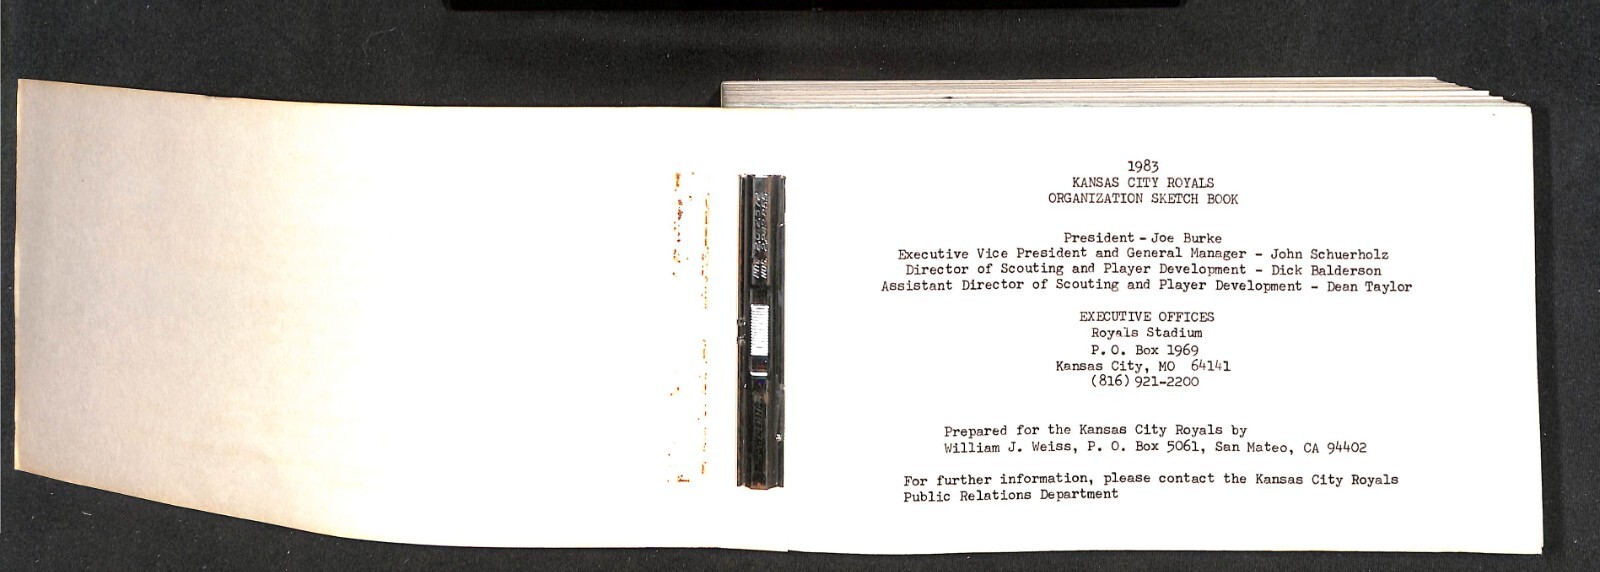 1983
KANSAS CITY ROYALS
ORGANIZATION SKETCH BOOK
President - Joe Burke
Executive Vice President and General Manager - John Schuerholz
Director of Scouting and Player Development - Dick Balderson
Assistant Director of Scouting and Player Development - Dean Taylor
EXECUTIVE OFFICES
Royals Stadium
P. O. Box 1969
Kansas City, MO 64141
(816) 921-2200
Prepared for the Kansas City Royals by
William J. Weiss, P. O. Box 5061, San Mateo, CA 94402
For further information, please contact the Kansas City Royals
Public Relations Department